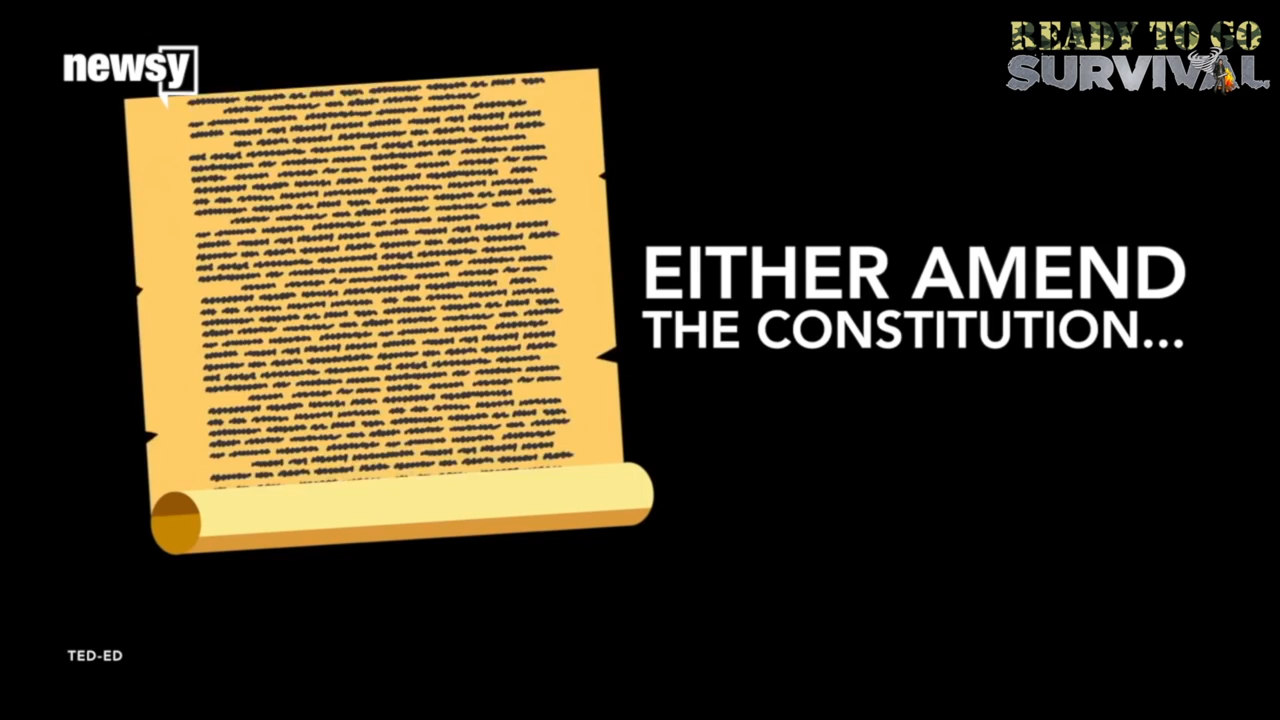 newsy
READY TO GO
SURVIVAL
EITHER AMEND
THE CONSTITUTION...
TED-ED